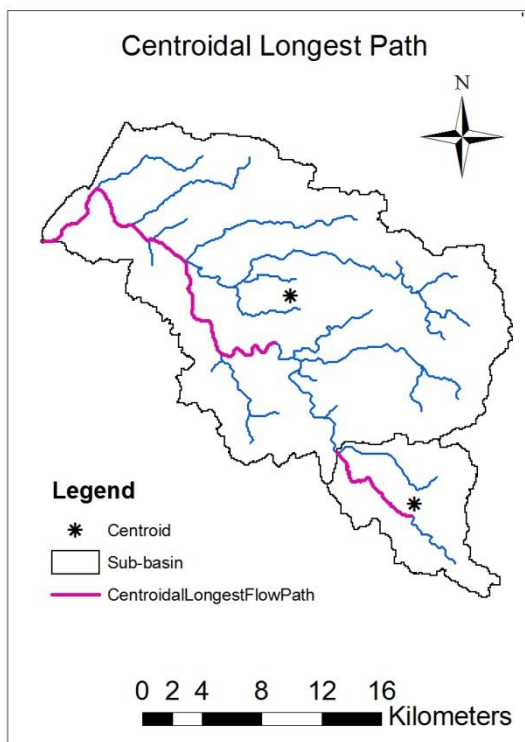 Centroidal Longest Path
N
Legend
Centroid
Sub-basin
CentroidalLongestFlowPath
0 2 4 8 12 16
Kilometers